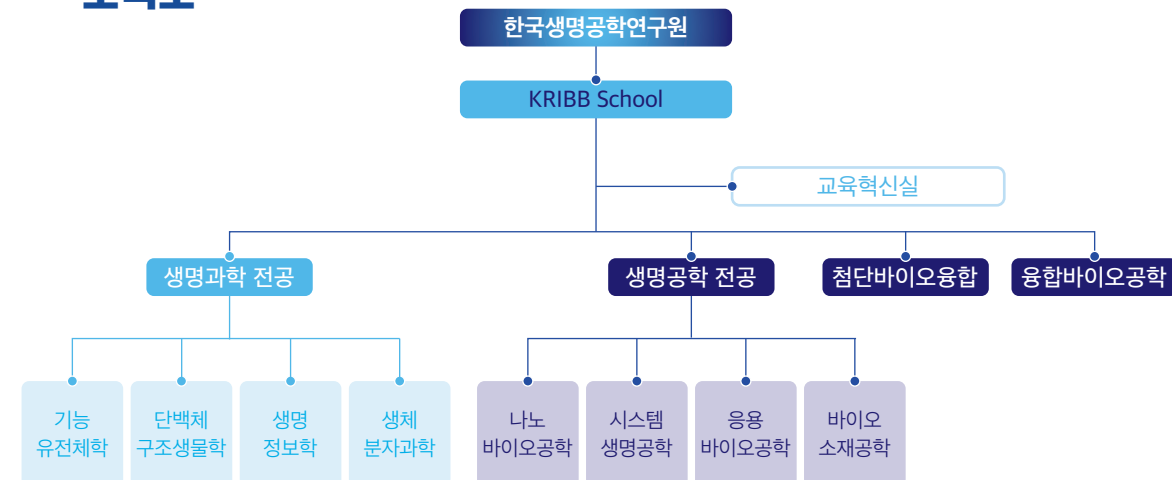 한국생명공학연구원
KRIBB School
교육혁신실
생명과학 전공
생명공학 전공
첨단바이오융합
융합바이오공학
기능
유전체학
단백체
구조생물학
생명
정보학
생체
분자과학
나노
바이오공학
시스템
생명공학
응용
바이오공학
바이오
소재공학